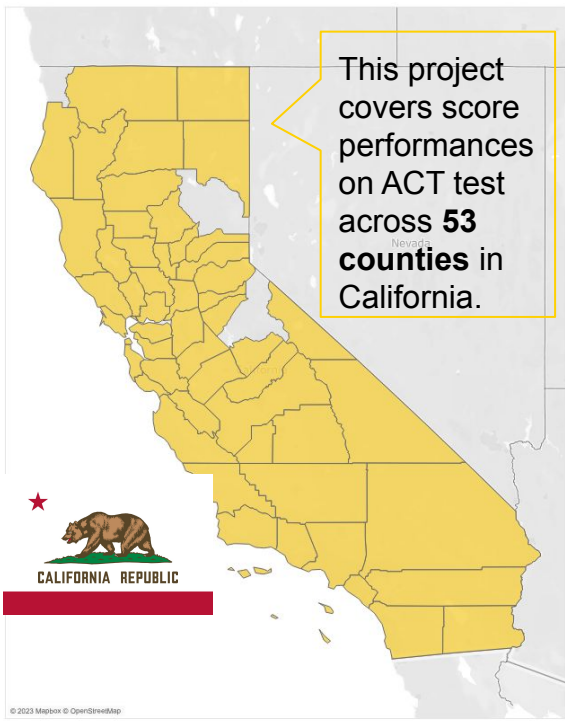 This project
covers score
performances
on ACT test
across 53
Nevada
counties in
California.
CALIFORNIA REPUBLIC
© 2023 Mapbox © OpenStreetMap